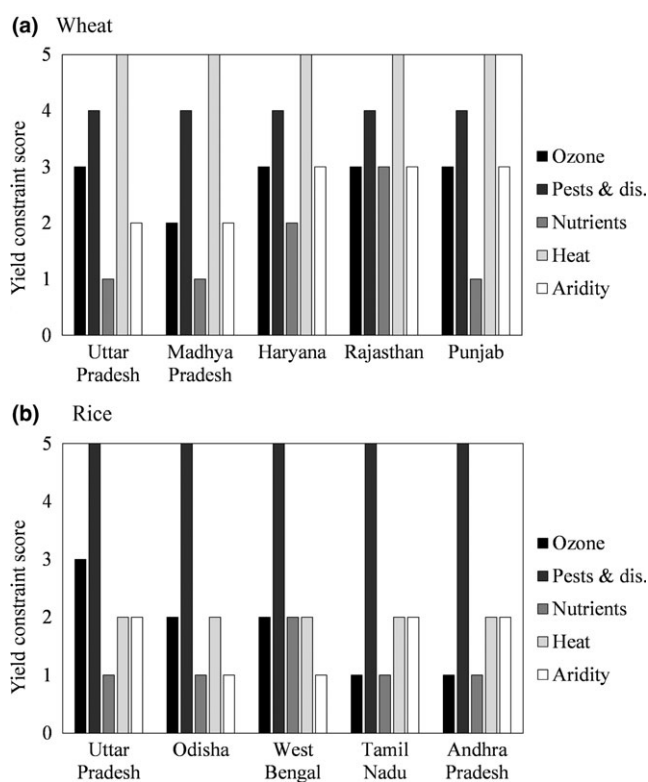 (a) Wheat
5
4
3
2
1
0
Yield constraint score
Uttar Pradesh
Madhya Pradesh
Haryana
Rajasthan
Punjab
Ozone
Pests & dis.
Nutrients
Heat
Aridity
(b) Rice
5
4
3
2
1
0
Yield constraint score
Uttar Pradesh
Odisha
West Bengal
Tamil Nadu
Andhra Pradesh
Ozone
Pests & dis.
Nutrients
Heat
Aridity